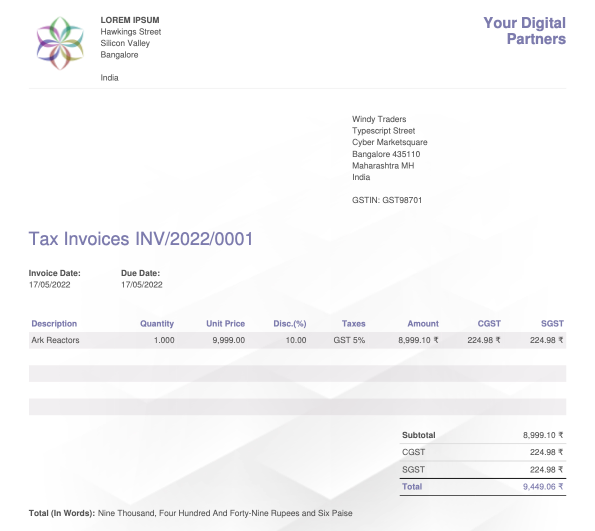 LOREM IPSUM
Hawkings Street
Silicon Valley
Bangalore
India
Your Digital
Partners
Windy Traders
Typescript Street
Cyber Marketsquare
Bangalore 435110
Maharashtra MH
India
GSTIN: GST98701
Tax Invoices INV/2022/0001
Invoice Date: Due Date:
17/05/2022 17/05/2022
Description Quantity Unit Price Disc.(%) Taxes Amount CGST SGST
Ark Reactors 1.000 9,999.00 10.00 GST 5% 8,999.10 ₹ 224.98 ₹ 224.98 ₹
Subtotal 8,999.10 ₹
CGST 224.98 ₹
SGST 224.98 ₹
Total 9,449.06 ₹
Total (In Words): Nine Thousand, Four Hundred And Forty-Nine Rupees and Six Paise